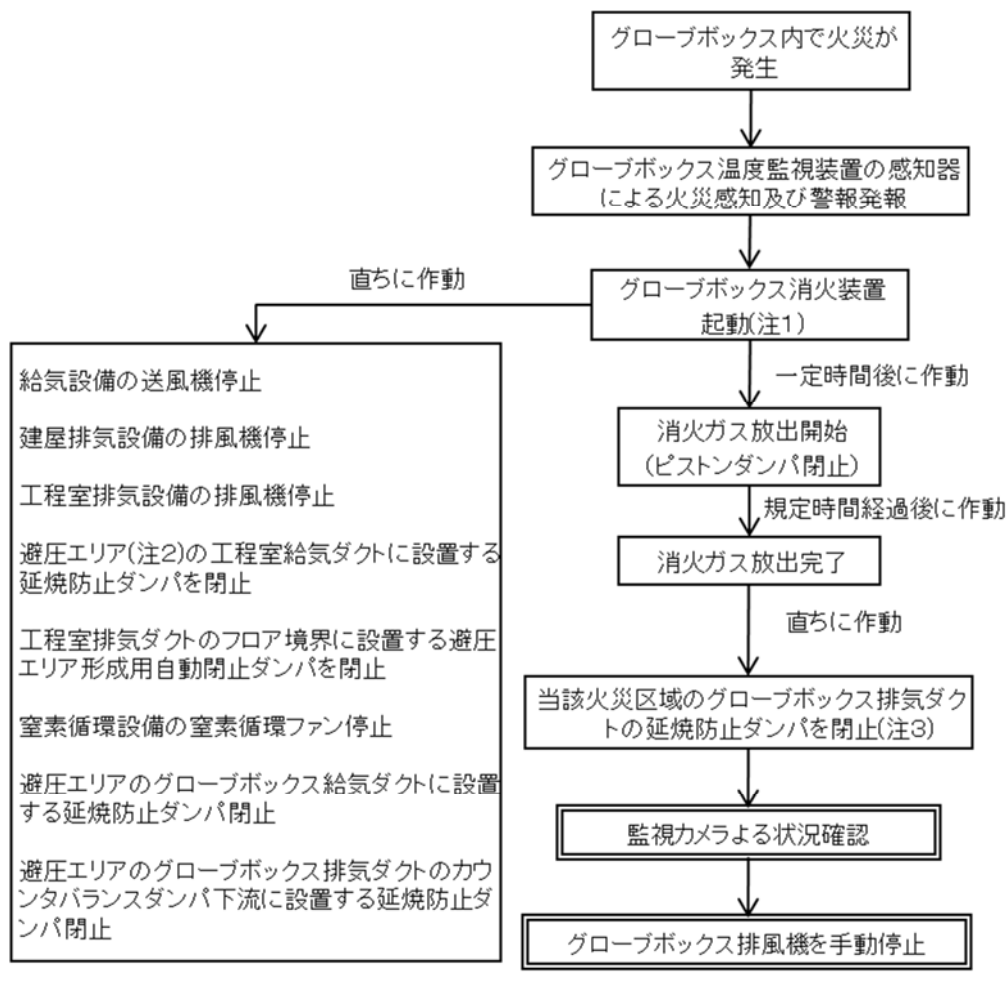 グローブボックス内で火災が
発生
グローブボックス温度監視装置の感知器
による火災感知及び警報発報
直ちに作動
グローブボックス消火装置
起動(注1)
一定時間後に作動
消火ガス放出開始
(ピストンダンパ閉止)
規定時間経過後に作動
消火ガス放出完了
直ちに作動
当該火災区域のグローブボックス排気ダク
トの延焼防止ダンパを閉止(注3)
監視カメラよる状況確認
グローブボックス排風機を手動停止
給気設備の送風機停止
建屋排気設備の排風機停止
工程室排気設備の排風機停止
避圧エリア(注2)の工程室給気ダクトに設置する
延焼防止ダンパを閉止
工程室排気ダクトのフロア境界に設置する避圧
エリア形成用自動閉止ダンパを閉止
窒素循環設備の窒素循環ファン停止
避圧エリアのグローブボックス給気ダクトに設置
する延焼防止ダンパ閉止
避圧エリアのグローブボックス排気ダクトのカウ
ンタバランスダンパ下流に設置する延焼防止ダ
ンパ閉止